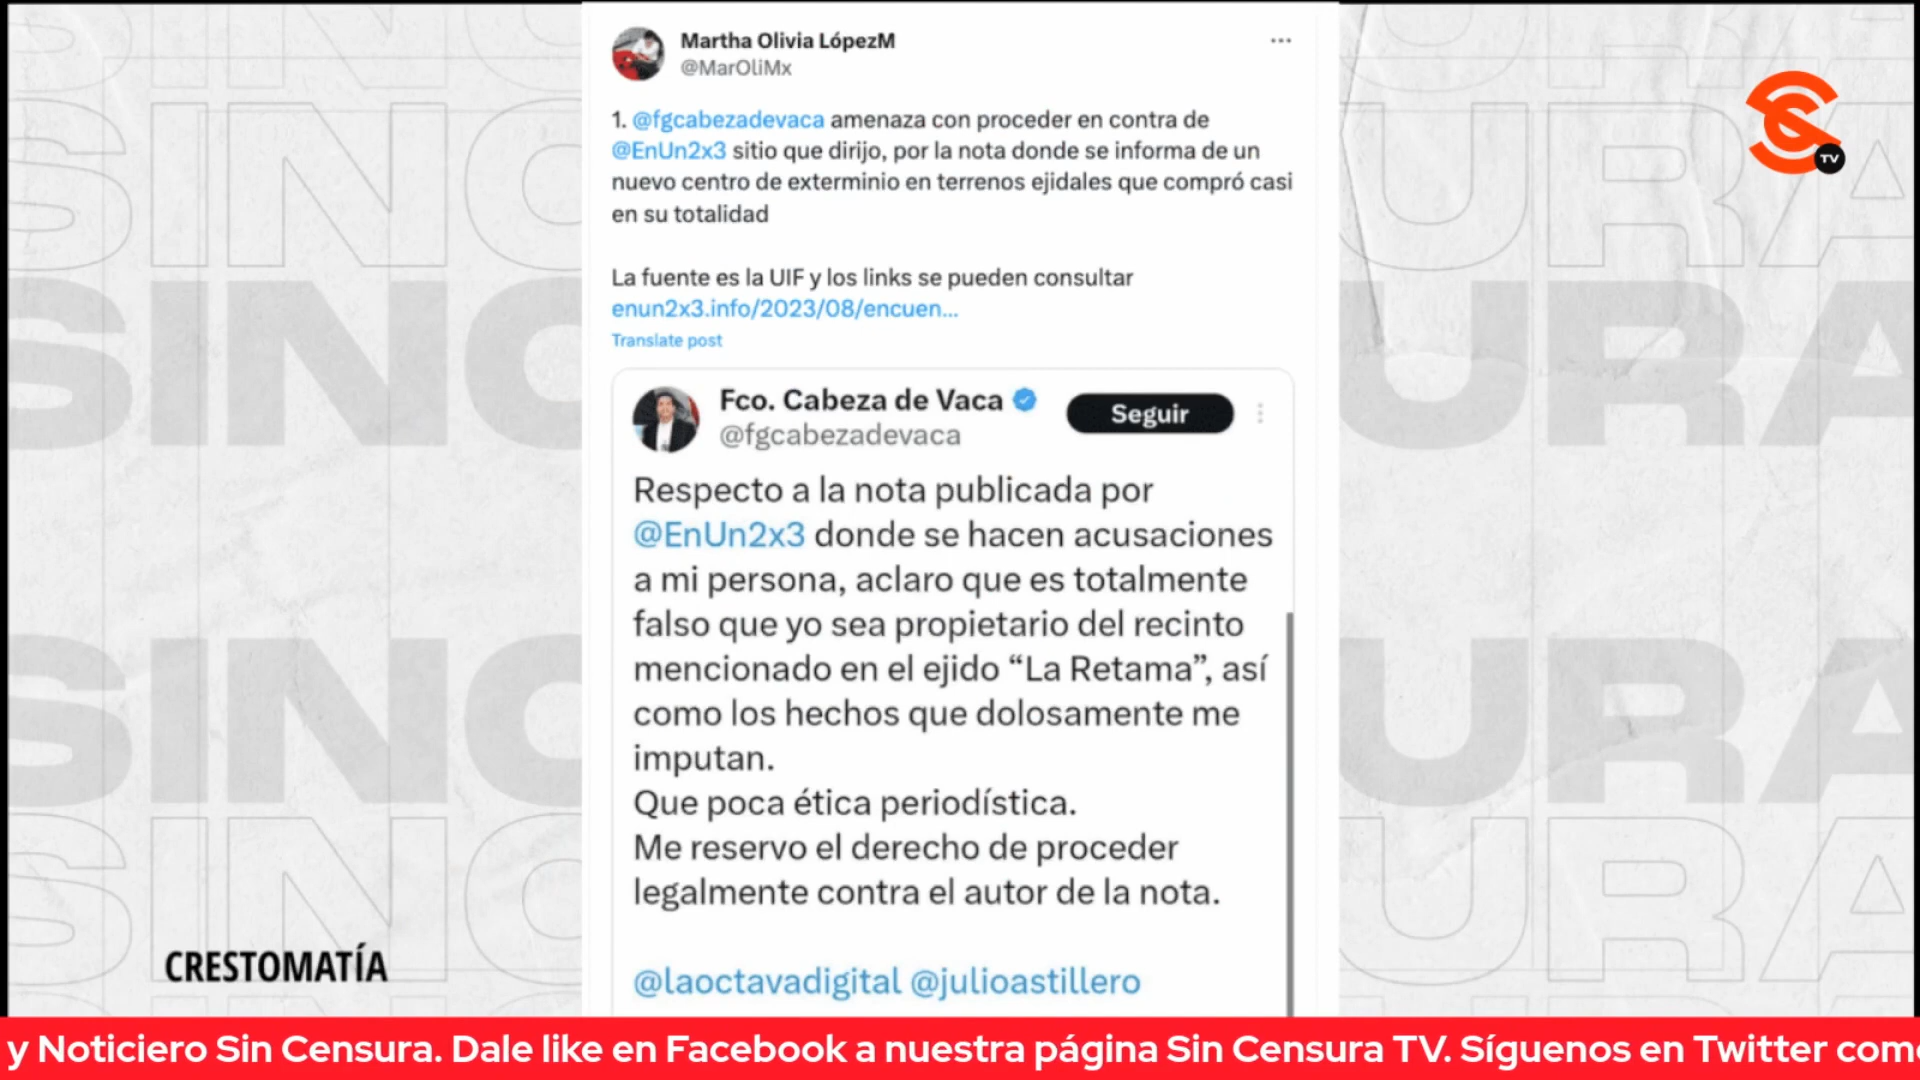 Martha Olivia LópezM
@MarOliMx
1. @fgcabezadevaca amenaza con proceder en contra de
@EnUn2x3 sitio que dirijo, por la nota donde se informa de un
nuevo centro de exterminio en terrenos ejidales que compró casi
en su totalidad
La fuente es la UIF y los links se pueden consultar
enun2x3.info/2023/08/encuen...
Translate post
Fco. Cabeza de Vaca
@fgcabezadevaca
Seguir
Respecto a la nota publicada por
@EnUn2x3 donde se hacen acusaciones
a mi persona, aclaro que es totalmente
falso que yo sea propietario del recinto
mencionado en el ejido “La Retama”, así
como los hechos que dolosamente me
imputan.
Que poca ética periodística.
Me reservo el derecho de proceder
legalmente contra el autor de la nota.
@laoctavadigital @julioastillero
TV
CRESTOMATÍA
y Noticiero Sin Censura. Dale like en Facebook a nuestra página Sin Censura TV. Síguenos en Twitter com